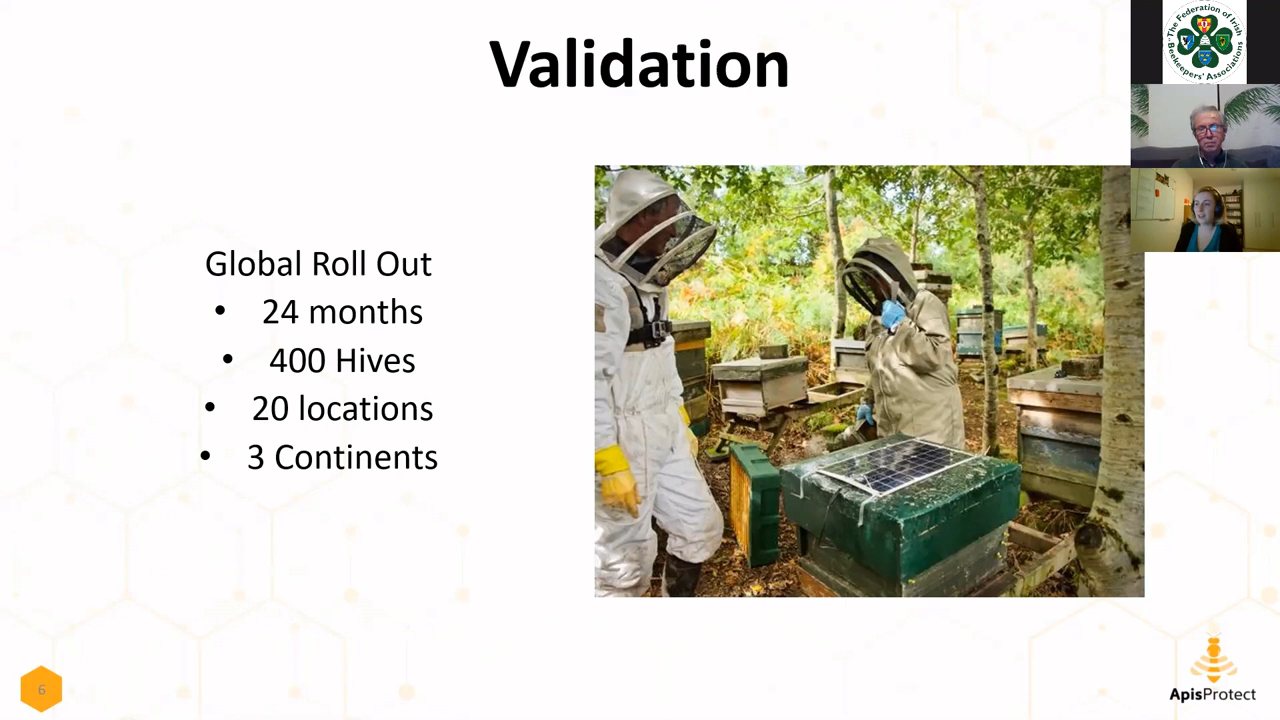 Validation
The Federation of Irish
Beekeepers' Associations
Global Roll Out
• 24 months
• 400 Hives
• 20 locations
• 3 Continents
6
ApisProtect